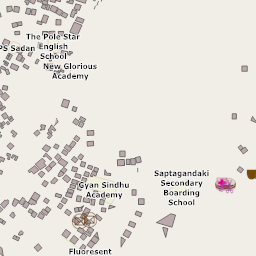 The Pole Star
English
School
PS Sadan
New Glorious
Academy
Saptagandaki
Secondary
Boarding
School
Gyan Sindhu
Academy
Fluoresent